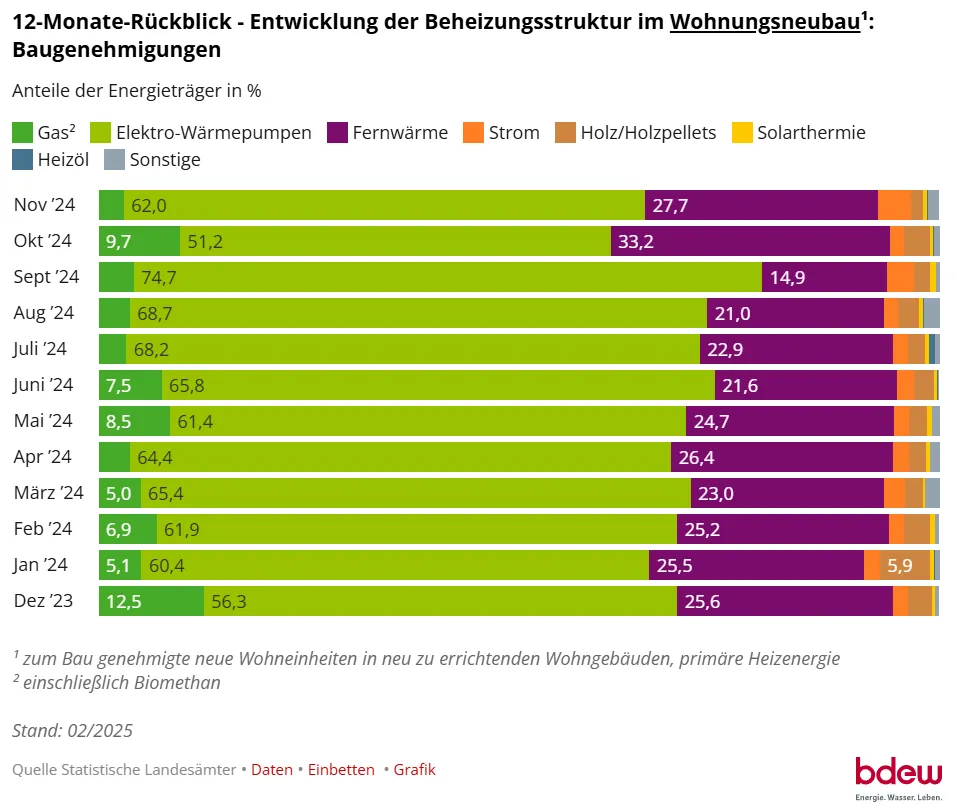 12-Monate-Rückblick - Entwicklung der Beheizungsstruktur im Wohnungsneubau¹:
Baugenehmigungen
Anteile der Energieträger in %
Gas² Elektro-Wärmepumpen Fernwärme Strom Holz/Holzpellets Solarthermie
Heizöl Sonstige
Nov ’24 62,0 27,7
Okt ’24 9,7 51,2 33,2
Sept ’24 74,7 14,9
Aug ’24 68,7 21,0
Juli ’24 68,2 22,9
Juni ’24 7,5 65,8 21,6
Mai ’24 8,5 61,4 24,7
Apr ’24 64,4 26,4
März ’24 5,0 65,4 23,0
Feb ’24 6,9 61,9 25,2
Jan ’24 5,1 60,4 25,5 5,9
Dez ’23 12,5 56,3 25,6
¹ zum Bau genehmigte neue Wohneinheiten in neu zu errichtenden Wohngebäuden, primäre Heizenergie
² einschließlich Biomethan
Stand: 02/2025
Quelle Statistische Landesämter • Daten • Einbetten • Grafik
bdew
Energie. Wasser. Leben.